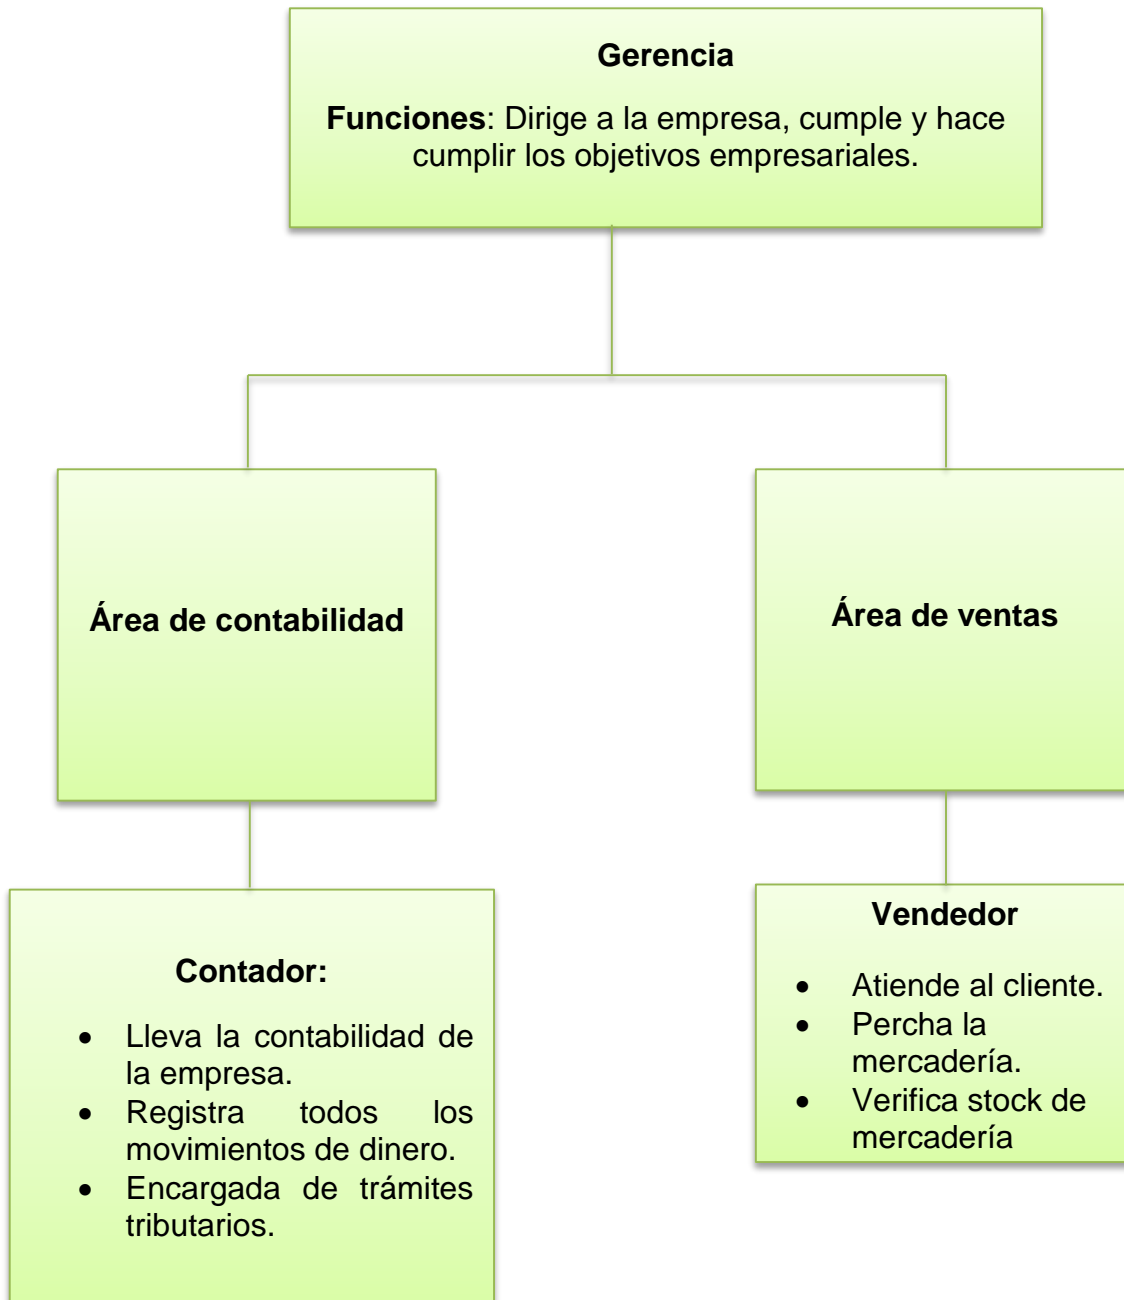 Gerencia
Funciones: Dirige a la empresa, cumple y hace
cumplir los objetivos empresariales.
Área de contabilidad
Área de ventas
Contador:
• Lleva la contabilidad de
la empresa.
• Registra todos los
movimientos de dinero.
• Encargada de trámites
tributarios.
Vendedor
• Atiende al cliente.
• Percha la
mercadería.
• Verifica stock de
mercadería